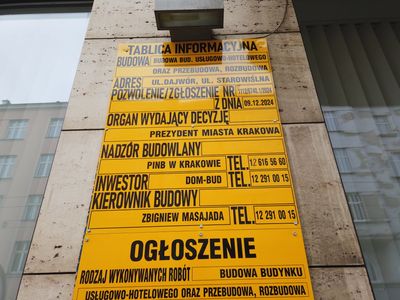 TABLICA INFORMACYJNA
BUDOWA BUDOWA BUD. USŁUGOWO-HOTELOWEGO
ORAZ PRZEBUDOWA, ROZBUDOWA
ADRES UL.DAJWÓR, UL. STAROWIŚLNA
POZWOLENIE/ZGŁOSZENIE NR
Z DNIA 09.12.2024
ORGAN WYDAJĄCY DECYZJĘ
PREZYDENT MIASTA KRAKOWA
NADZÓR BUDOWLANY
PINB W KRAKOWIE TEL. 12 616 56 60
INWESTOR DOM-BUD TEL. 12 291 00 15
KIEROWNIK BUDOWY
ZBIGNIEW MASAJADA TEL. 12 291 00 15
OGŁOSZENIE
RODZAJ WYKONYWANYCH ROBÓT BUDOWA BUDYNKU
USŁUGOWO-HOTELOWEGO ORAZ PRZEBUDOWA, ROZBUDOWA